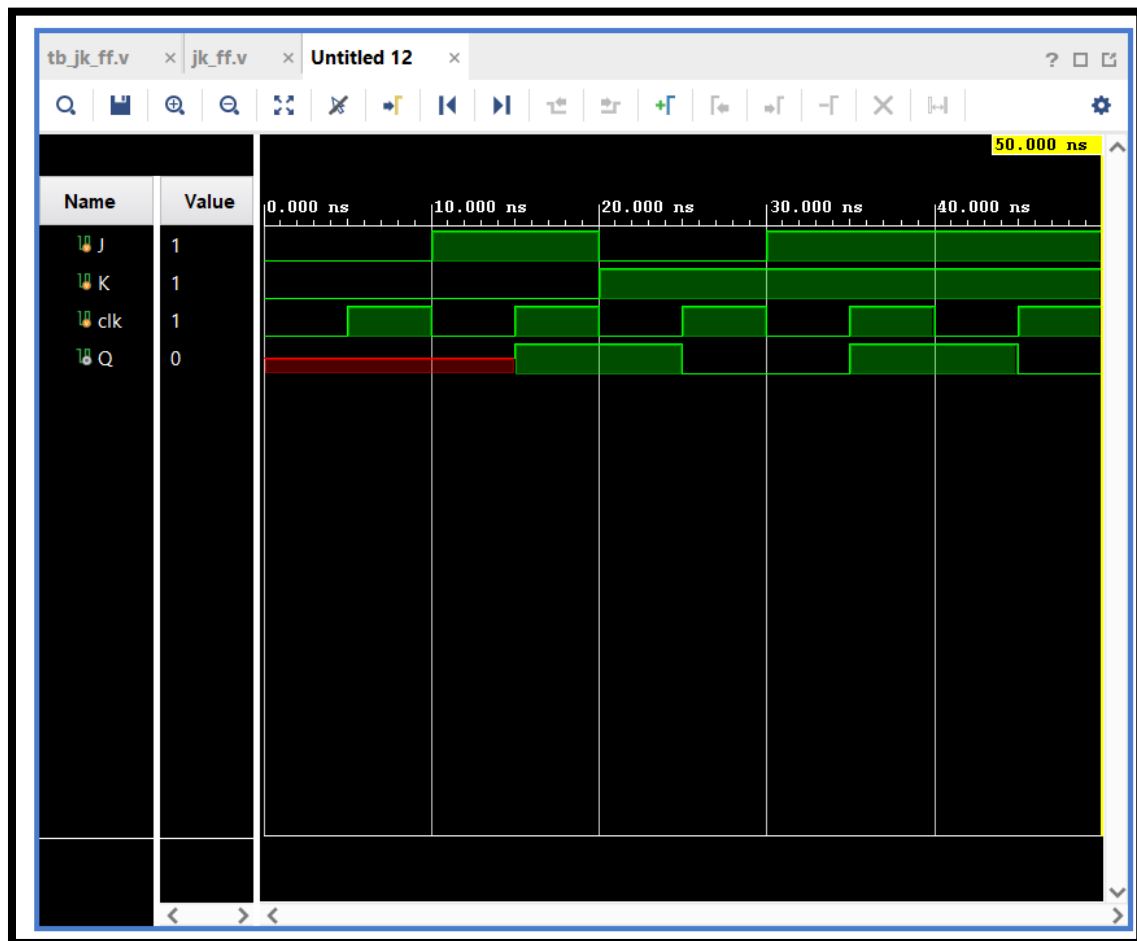 tb_jk_ff.v × jk_ff.v × Untitled 12 × ?
50.000 ns
Name Value 0.000 ns 10.000 ns 20.000 ns 30.000 ns 40.000 ns
J 1
K 1
clk 1
Q 0